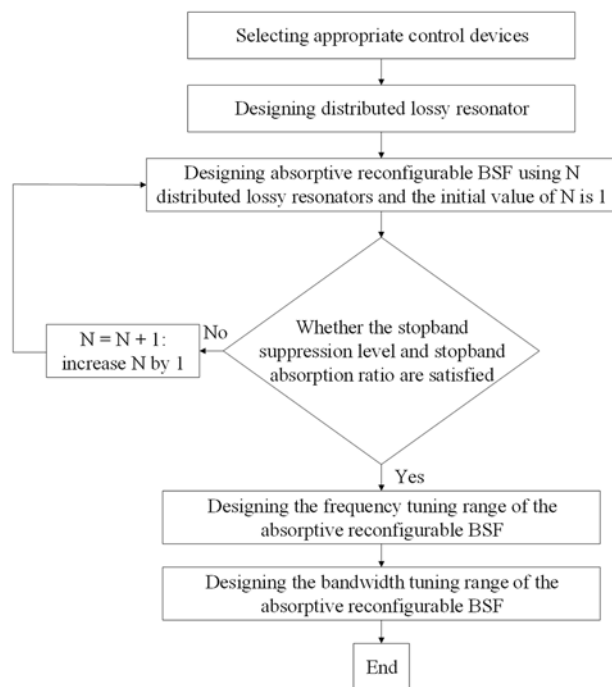 Selecting appropriate control devices
Designing distributed lossy resonator
Designing absorptive reconfigurable BSF using N
distributed lossy resonators and the initial value of N is 1
Whether the stopband
suppression level and stopband
absorption ratio are satisfied
No
N = N + 1:
increase N by 1
Yes
Designing the frequency tuning range of the
absorptive reconfigurable BSF
Designing the bandwidth tuning range of the
absorptive reconfigurable BSF
End